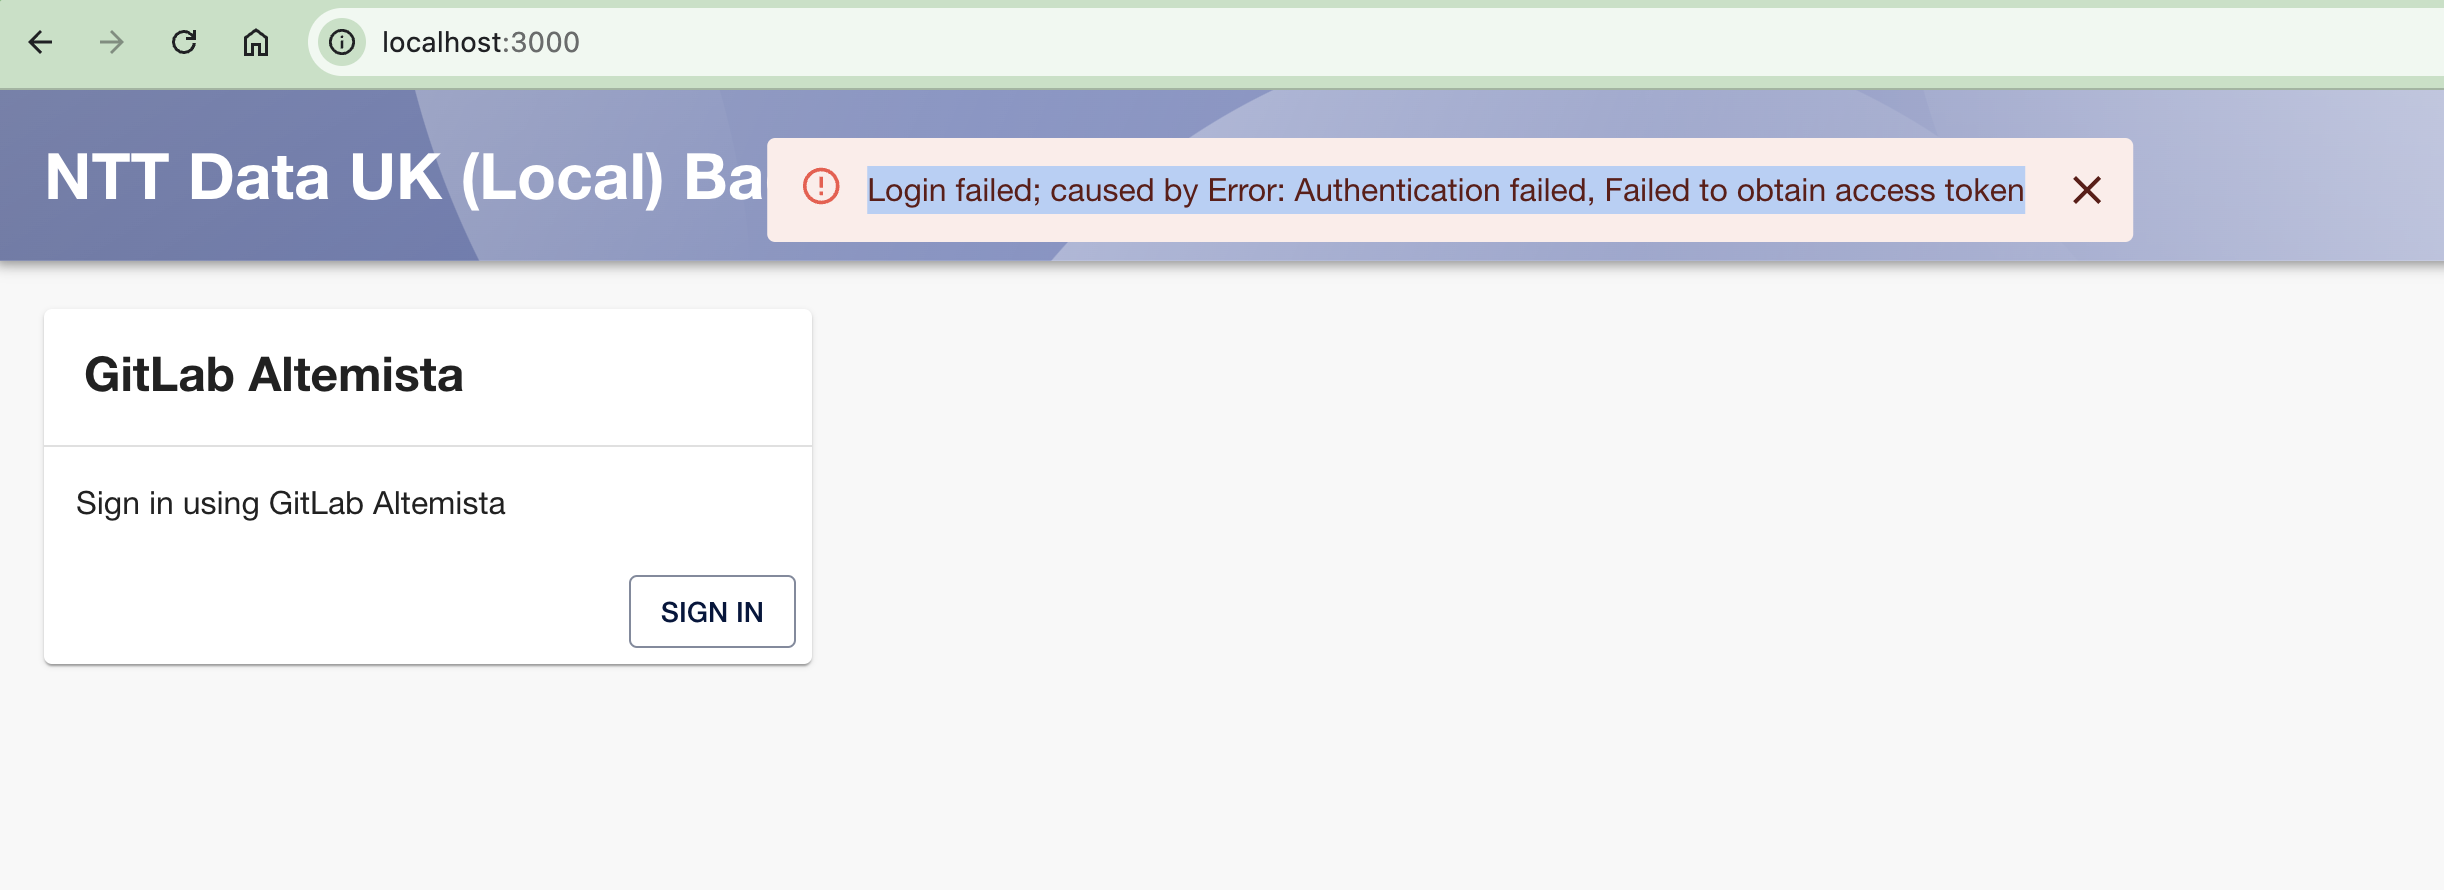 localhost:3000
NTT Data UK (Local) Ba
Login failed; caused by Error: Authentication failed, Failed to obtain access token
GitLab Altemista
Sign in using GitLab Altemista
SIGN IN